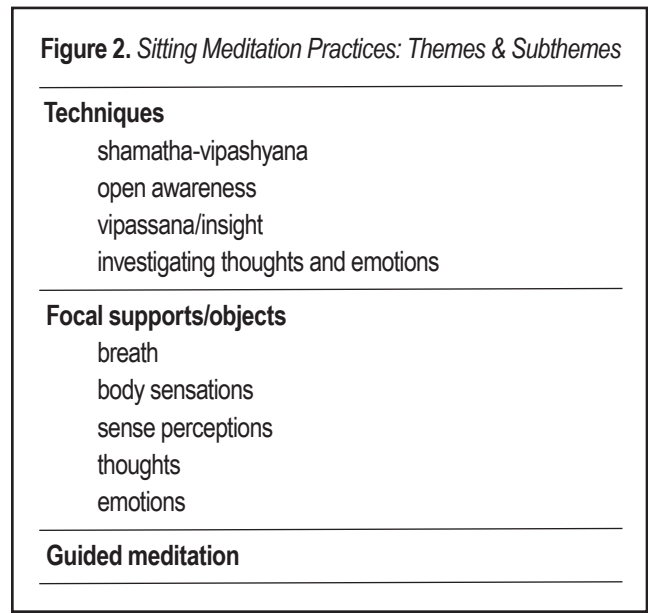 Figure 2. Sitting Meditation Practices: Themes & Subthemes
Techniques
shamatha-vipashyana
open awareness
vipassana/insight
investigating thoughts and emotions
Focal supports/objects
breath
body sensations
sense perceptions
thoughts
emotions
Guided meditation